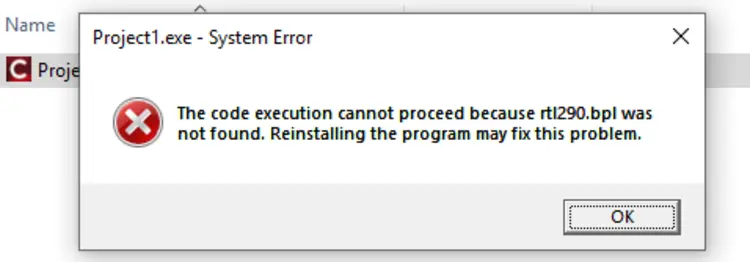 Name
Project1.exe - System Error
C Proje
The code execution cannot proceed because rtl290.bpl was
not found. Reinstalling the program may fix this problem.
OK